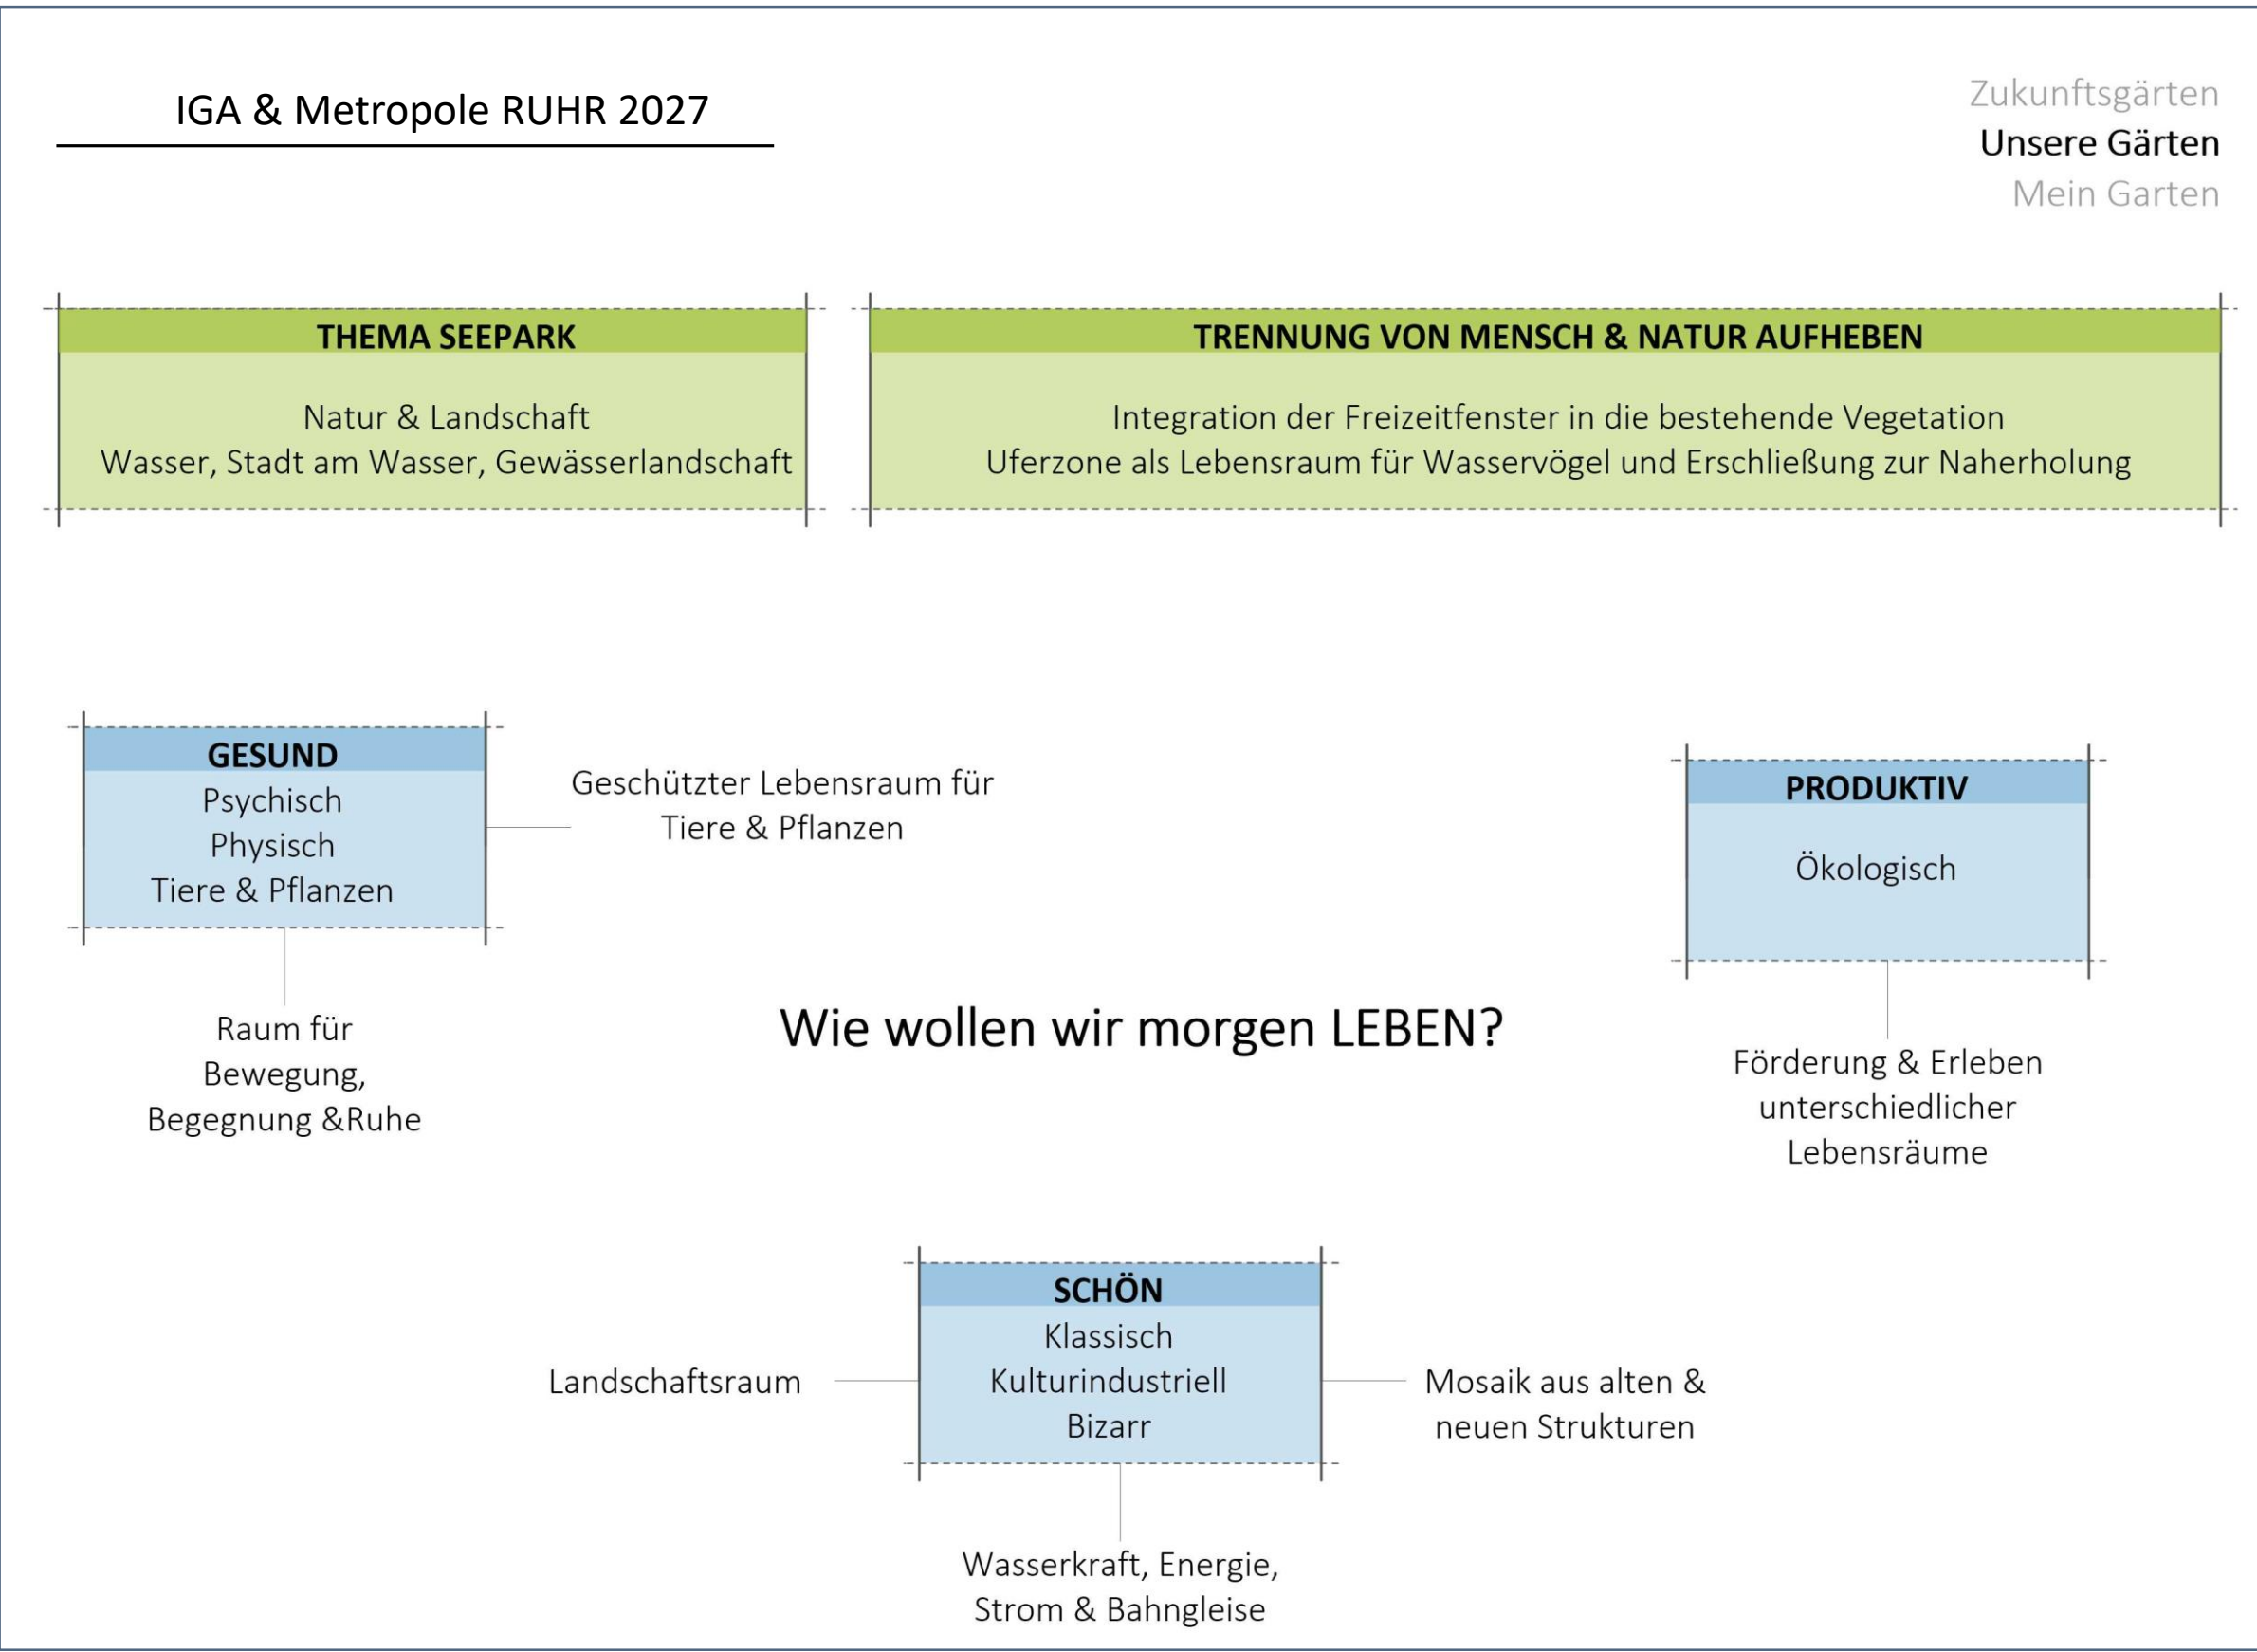 IGA & Metropole RUHR 2027
Zukunftsgärten
Unsere Gärten
Mein Garten
THEMA SEEPARK
Natur & Landschaft
Wasser, Stadt am Wasser, Gewässerlandschaft
TRENNUNG VON MENSCH & NATUR AUFHEBEN
Integration der Freizeitfenster in die bestehende Vegetation
Uferzone als Lebensraum für Wasservögel und Erschließung zur Naherholung
GESUND
Psychisch
Physisch
Tiere & Pflanzen
Geschützter Lebensraum für
Tiere & Pflanzen
Raum für
Bewegung,
Begegnung &Ruhe
PRODUKTIV
Ökologisch
Förderung & Erleben
unterschiedlicher
Lebensräume
Wie wollen wir morgen LEBEN?
SCHÖN
Klassisch
Kulturindustriell
Bizarr
Landschaftsraum
Mosaik aus alten &
neuen Strukturen
Wasserkraft, Energie,
Strom & Bahngleise